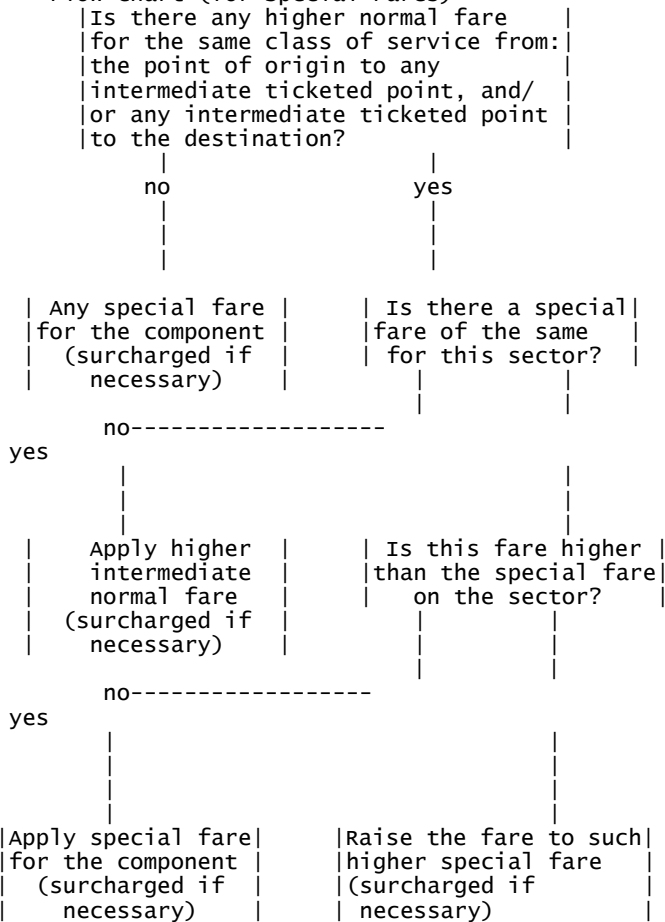 |Is there any higher normal fare |
|for the same class of service from:|
|the point of origin to any |
|intermediate ticketed point, and/ |
|or any intermediate ticketed point |
|to the destination? |
| |
no yes
| |
| |
| |
| Any special fare | | Is there a special|
|for the component | |fare of the same |
| (surcharged if | | for this sector? |
| necessary) | | |
| |
no-------------------
yes
| |
| |
| |
| Apply higher | | Is this fare higher |
| intermediate | |than the special fare|
| normal fare | | on the sector? |
| (surcharged if | | |
| necessary) | | |
| |
no------------------
yes
| |
| |
| |
| |
|Apply special fare| |Raise the fare to such|
|for the component | |higher special fare |
| (surcharged if | |(surcharged if |
| necessary) | | necessary) |